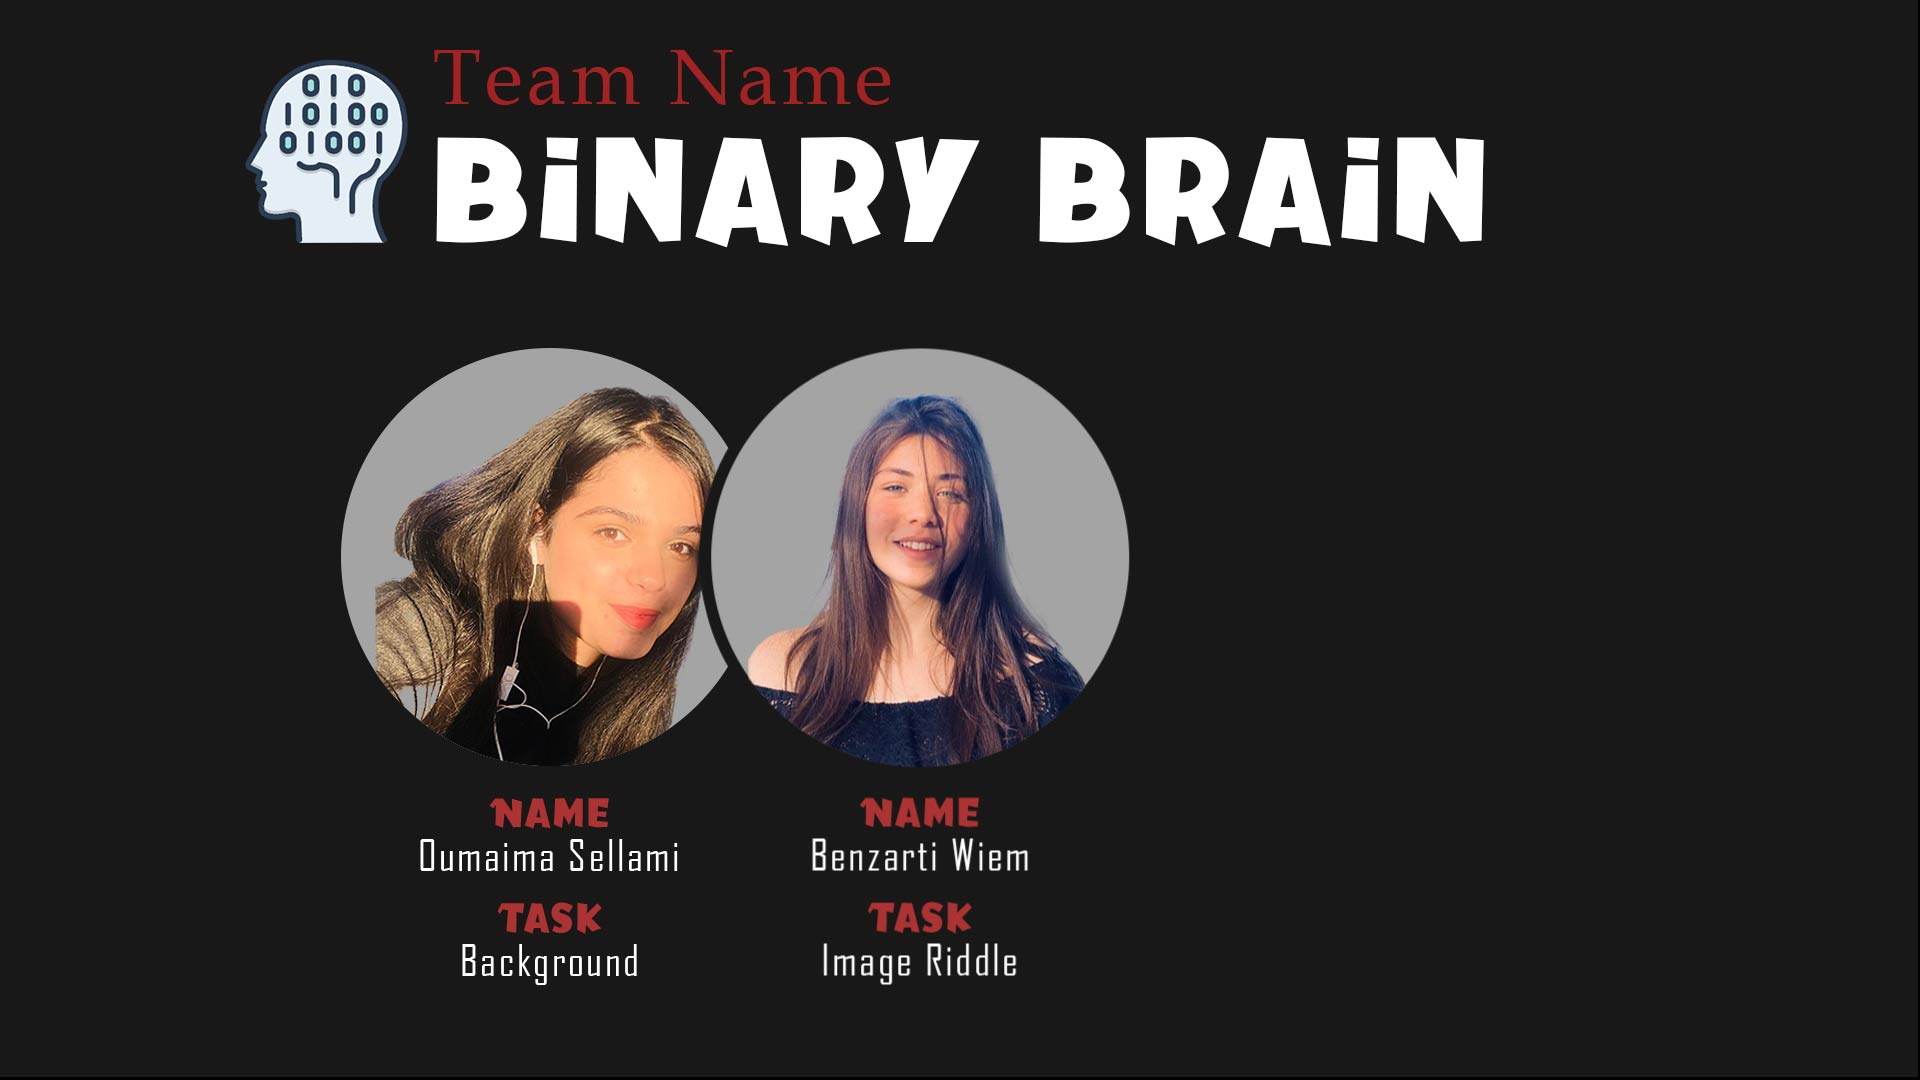 Team Name
010
10100
01001
BiNARY BRAiN
NAME
Oumaima Sellami
TASK
Background
NAME
Benzarti Wiem
TASK
Image Riddle